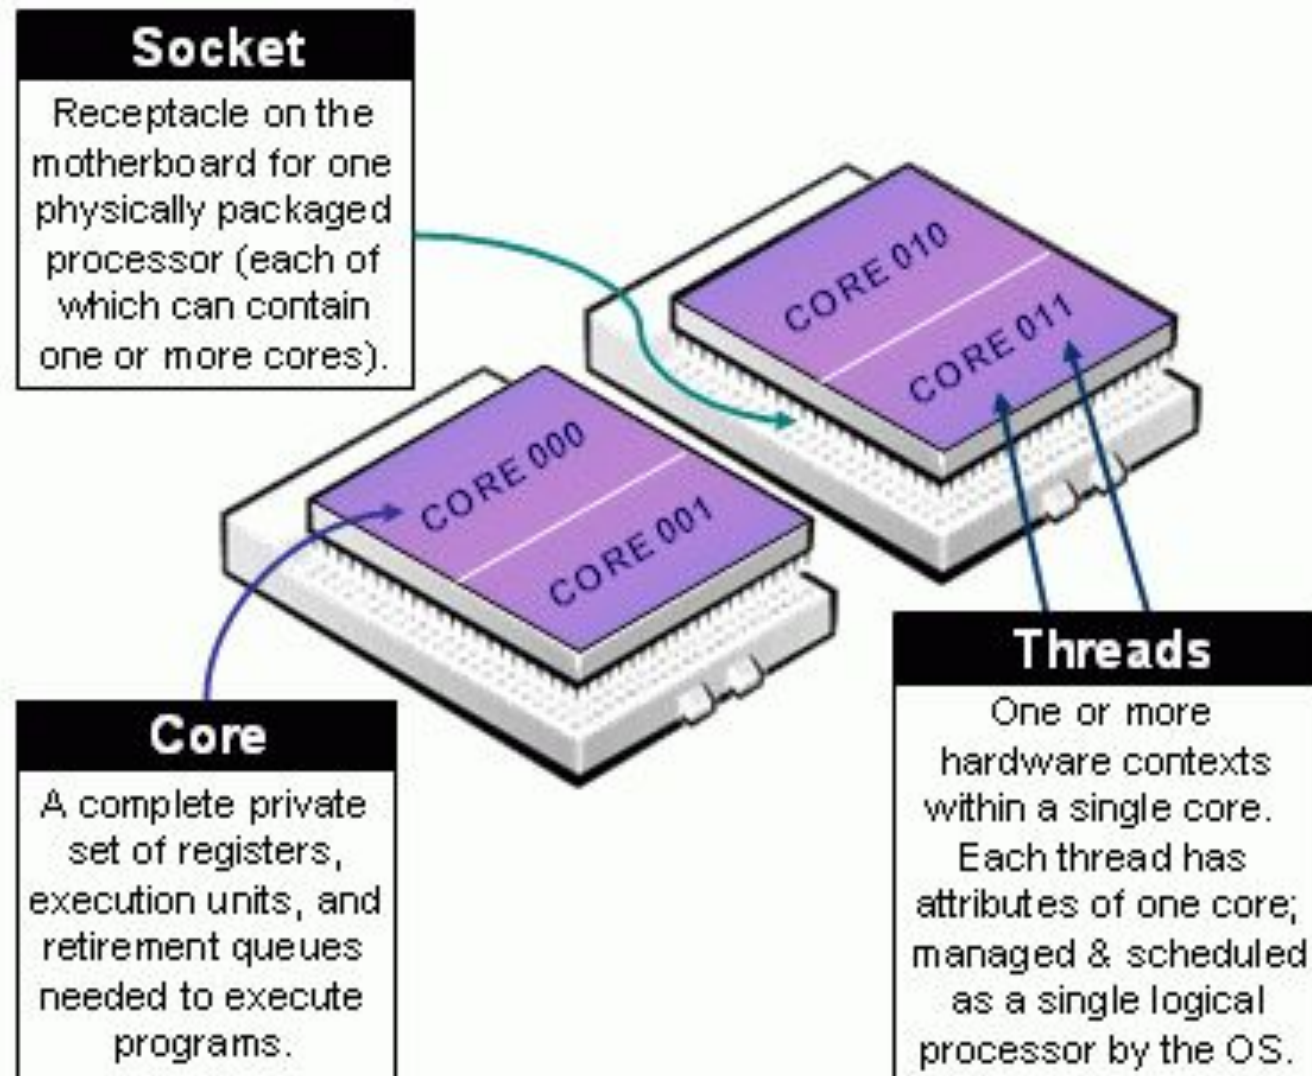 Socket
Receptacle on the
motherboard for one
physically packaged
processor (each of
which can contain
one or more cores).
CORE 010
CORE 011
CORE 000
CORE 001
Core
A complete private
set of registers,
execution units, and
retirement queues
needed to execute
programs.
Threads
One or more
hardware contexts
within a single core.
Each thread has
attributes of one core;
managed & scheduled
as a single logical
processor by the OS.